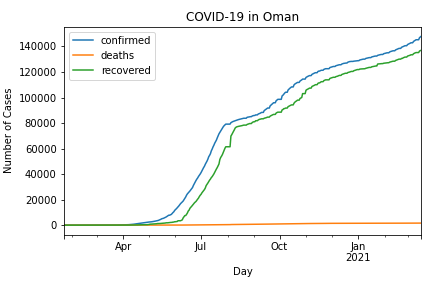 COVID-19 in Oman
confirmed
deaths
recovered
Number of Cases
140000
120000
100000
80000
60000
40000
20000
0
Apr
Jul
Oct
Jan
2021
Day